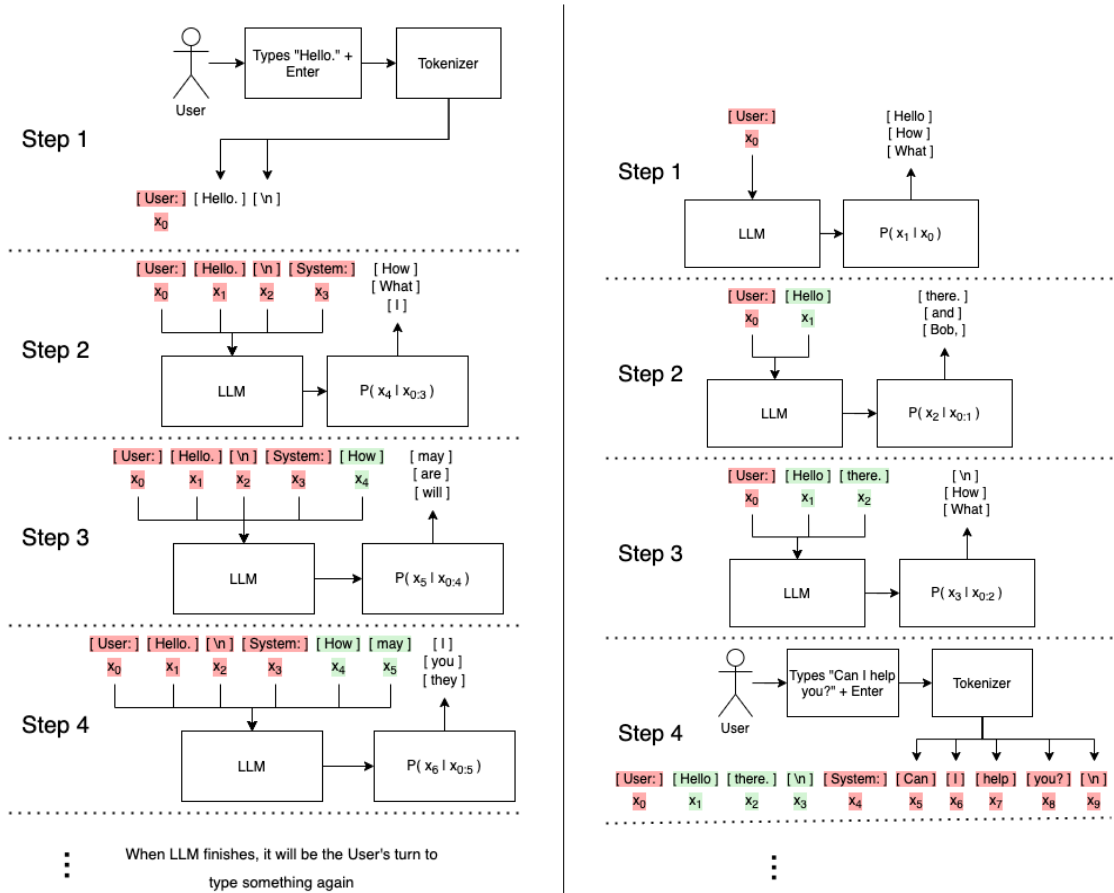 Types "Hello." +
Enter
Tokenizer
User
Step 1
[ User: ] [ Hello. ] [ \n ]
x0
[ User: ] [ Hello. ] [ \n ] [ System: ]
x0 x1 x2 x3
[ How ]
[ What ]
[ I ]
Step 2
LLM
P( x4 | x0:3 )
[ User: ] [ Hello. ] [ \n ] [ System: ] [ How ]
x0 x1 x2 x3 x4
[ may ]
[ are ]
[ will ]
Step 3
LLM
P( x5 | x0:4 )
[ User: ] [ Hello. ] [ \n ] [ System: ] [ How ] [ may ]
x0 x1 x2 x3 x4 x5
[ I ]
[ you ]
[ they ]
Step 4
LLM
P( x6 | x0:5 )
When LLM finishes, it will be the User's turn to
type something again
[ User: ]
x0
[ Hello ]
[ How ]
[ What ]
Step 1
LLM
P( x1 | x0 )
[ User: ] [ Hello ]
x0 x1
[ there. ]
[ and ]
[ Bob, ]
Step 2
LLM
P( x2 | x0:1 )
[ User: ] [ Hello ] [ there. ]
x0 x1 x2
[ \n ]
[ How ]
[ What ]
Step 3
LLM
P( x3 | x0:2 )
Types "Can I help
you?" + Enter
Tokenizer
User
Step 4
[ User: ] [ Hello ] [ there. ] [ \n ] [ System: ] [ Can ] [ I ] [ help ] [ you? ] [ \n ]
x0 x1 x2 x3 x4 x5 x6 x7 x8 x9